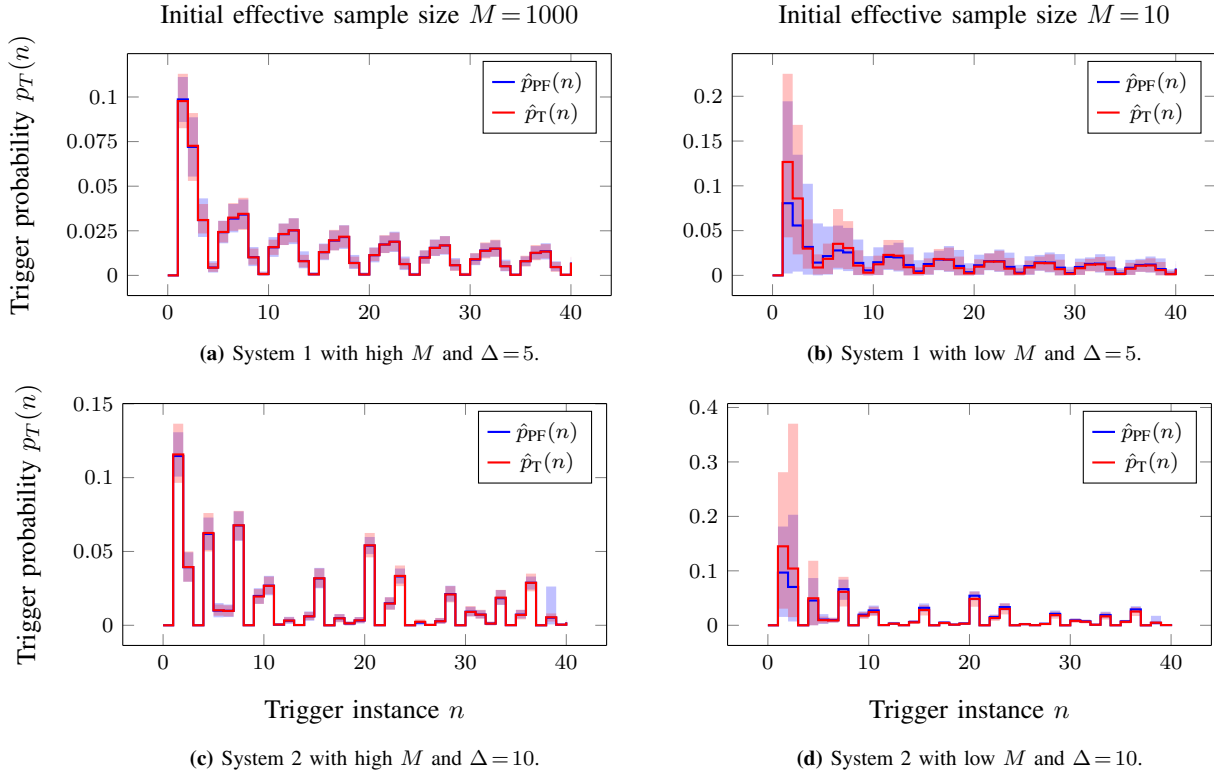 Initial effective sample size M = 1000
Initial effective sample size M = 10
Trigger probability p_T(n)
0.1
0.075
0.05
0.025
0
0 10 20 30 40
p̂_PF(n)
p̂_T(n)
(a) System 1 with high M and Δ = 5.
0.2
0.15
0.1
0.05
0
0 10 20 30 40
p̂_PF(n)
p̂_T(n)
(b) System 1 with low M and Δ = 5.
Trigger probability p_T(n)
0.15
0.1
0.05
0
0 10 20 30 40
p̂_PF(n)
p̂_T(n)
Trigger instance n
(c) System 2 with high M and Δ = 10.
0.4
0.3
0.2
0.1
0
0 10 20 30 40
p̂_PF(n)
p̂_T(n)
Trigger instance n
(d) System 2 with low M and Δ = 10.